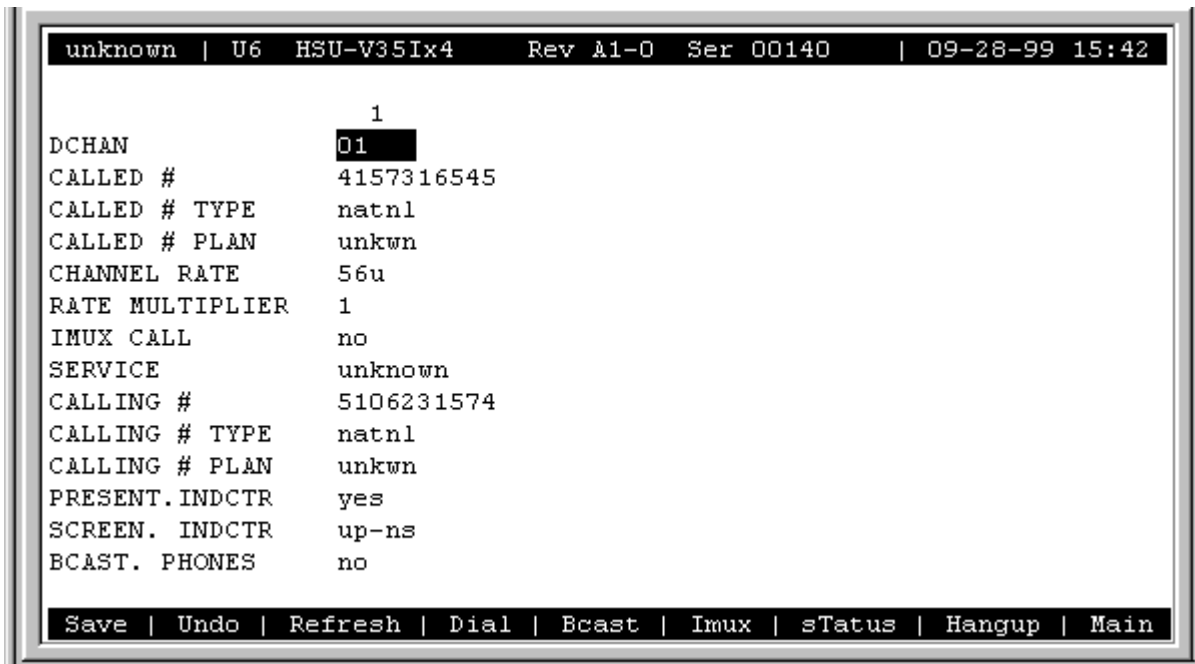 unknown | U6 HSU-V35Ix4 Rev A1-0 Ser 00140 | 09-28-99 15:42
1
DCHAN 01
CALLED # 4157316545
CALLED # TYPE natnl
CALLED # PLAN unkwn
CHANNEL RATE 56u
RATE MULTIPLIER 1
IMUX CALL no
SERVICE unknown
CALLING # 5106231574
CALLING # TYPE natnl
CALLING # PLAN unkwn
PRESENT.INDCTR yes
SCREEN. INDCTR up-ns
BCAST. PHONES no
Save | Undo | Refresh | Dial | Bcast | Imux | sTatus | Hangup | Main